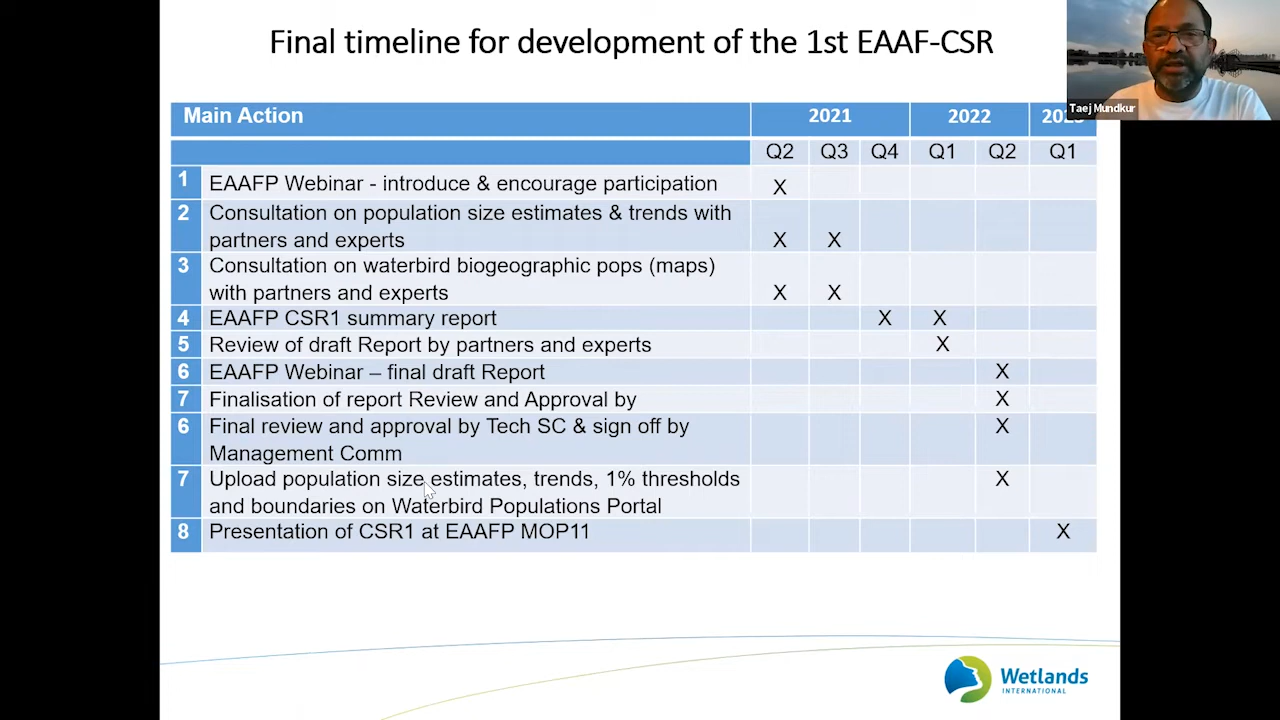 Final timeline for development of the 1st EAAF-CSR
Taej Mundkur
Main Action 2021 2022
Q2 Q3 Q4 Q1 Q2 Q1
1 EAAFP Webinar - introduce & encourage participation X
2 Consultation on population size estimates & trends with
partners and experts X X
3 Consultation on waterbird biogeographic pops (maps)
with partners and experts X X
4 EAAFP CSR1 summary report X X
5 Review of draft Report by partners and experts X
6 EAAFP Webinar – final draft Report X
7 Finalisation of report Review and Approval by X
6 Final review and approval by Tech SC & sign off by X
Management Comm
7 Upload population size estimates, trends, 1% thresholds X
and boundaries on Waterbird Populations Portal
8 Presentation of CSR1 at EAAFP MOP11 X
Wetlands
INTERNATIONAL